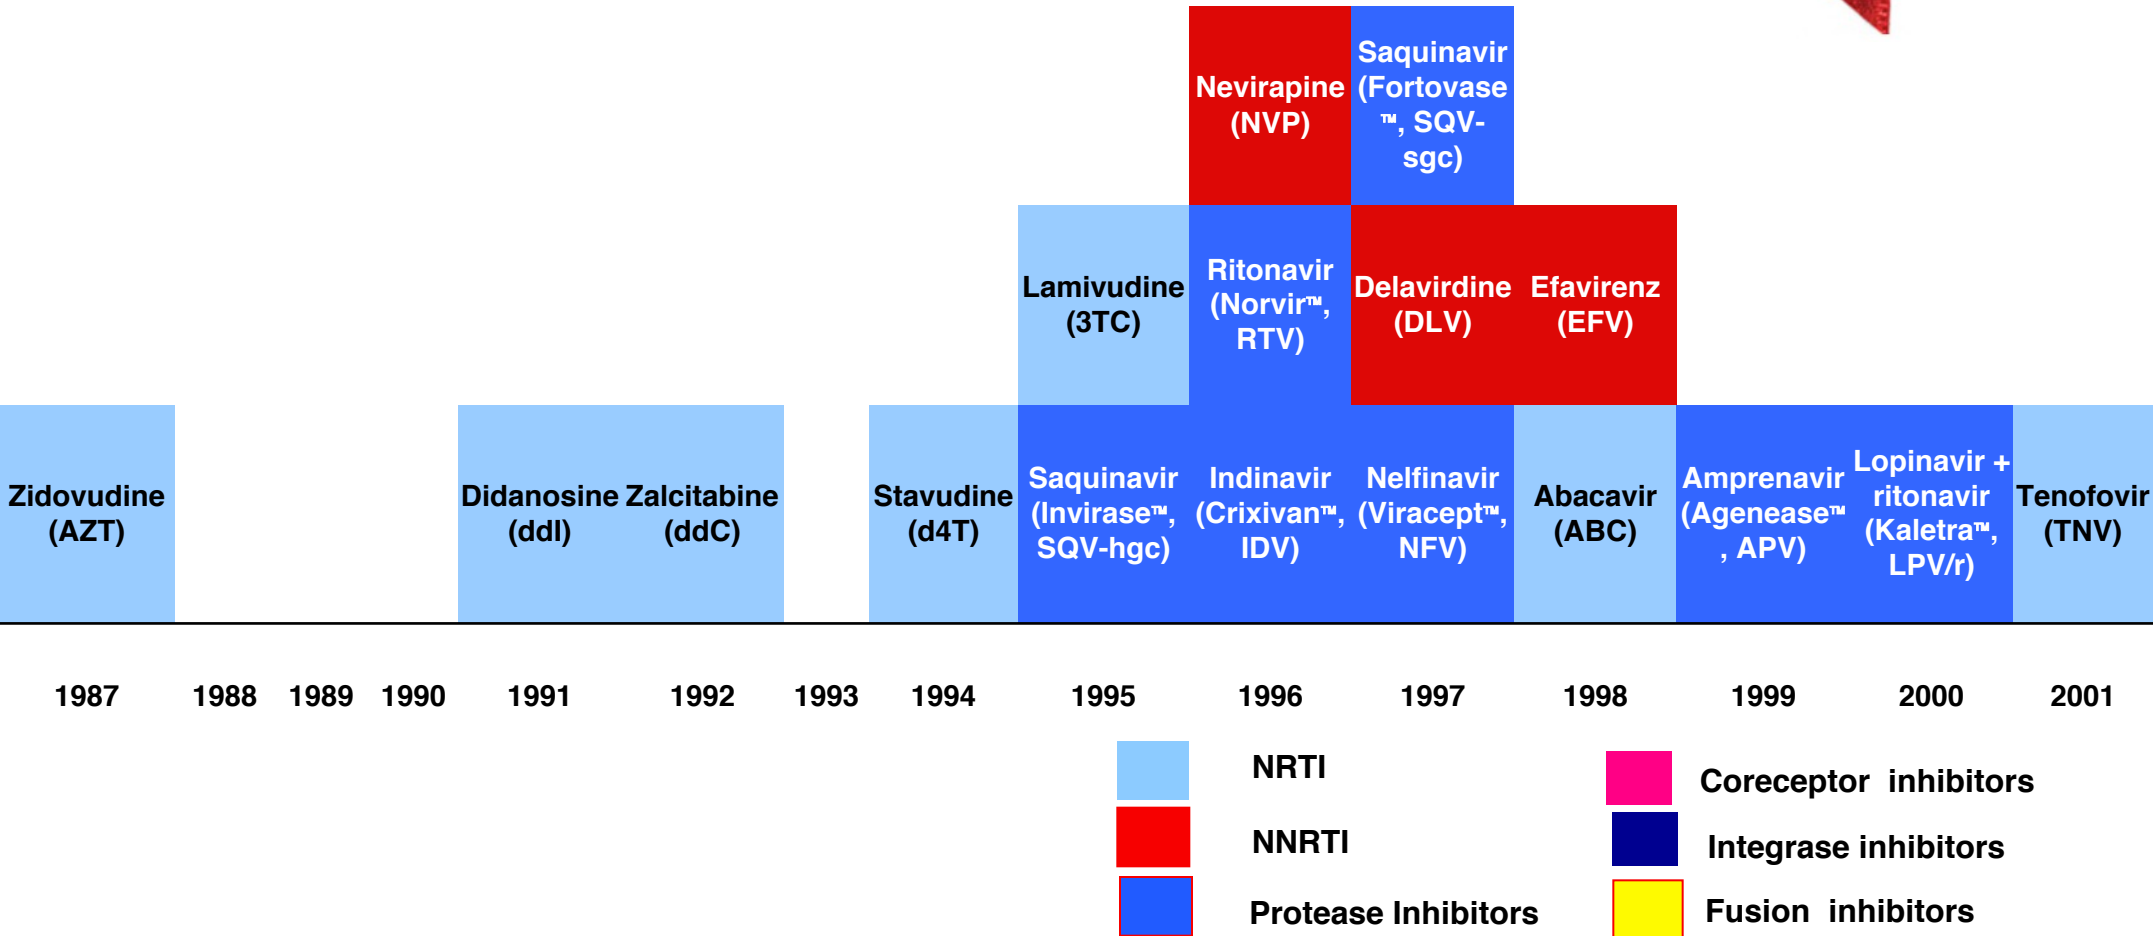 Nevirapine
(NVP)
Saquinavir
(Fortovase
™, SQV-
sgc)
Lamivudine
(3TC)
Ritonavir
(Norvir™,
RTV)
Delavirdine
(DLV)
Efavirenz
(EFV)
Zidovudine
(AZT)
Didanosine
(ddI)
Zalcitabine
(ddC)
Stavudine
(d4T)
Saquinavir
(Invirase™,
SQV-hgc)
Indinavir
(Crixivan™,
IDV)
Nelfinavir
(Viracept™,
NFV)
Abacavir
(ABC)
Amprenavir
(Agenease™
, APV)
Lopinavir +
ritonavir
(Kaletra™,
LPV/r)
Tenofovir
(TNV)
1987 1988 1989 1990 1991 1992 1993 1994 1995 1996 1997 1998 1999 2000 2001
NRTI
NNRTI
Protease Inhibitors
Coreceptor inhibitors
Integrase inhibitors
Fusion inhibitors